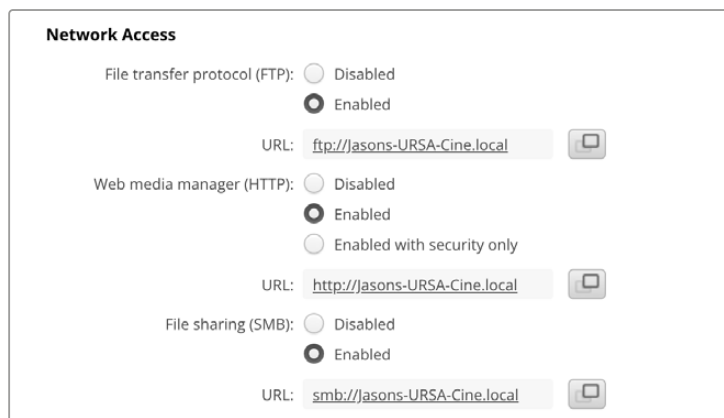 Network Access
File transfer protocol (FTP): Disabled
Enabled
URL: ftp://Jasons-URSA-Cine.local
Web media manager (HTTP): Disabled
Enabled
Enabled with security only
URL: http://Jasons-URSA-Cine.local
File sharing (SMB): Disabled
Enabled
URL: smb://Jasons-URSA-Cine.local